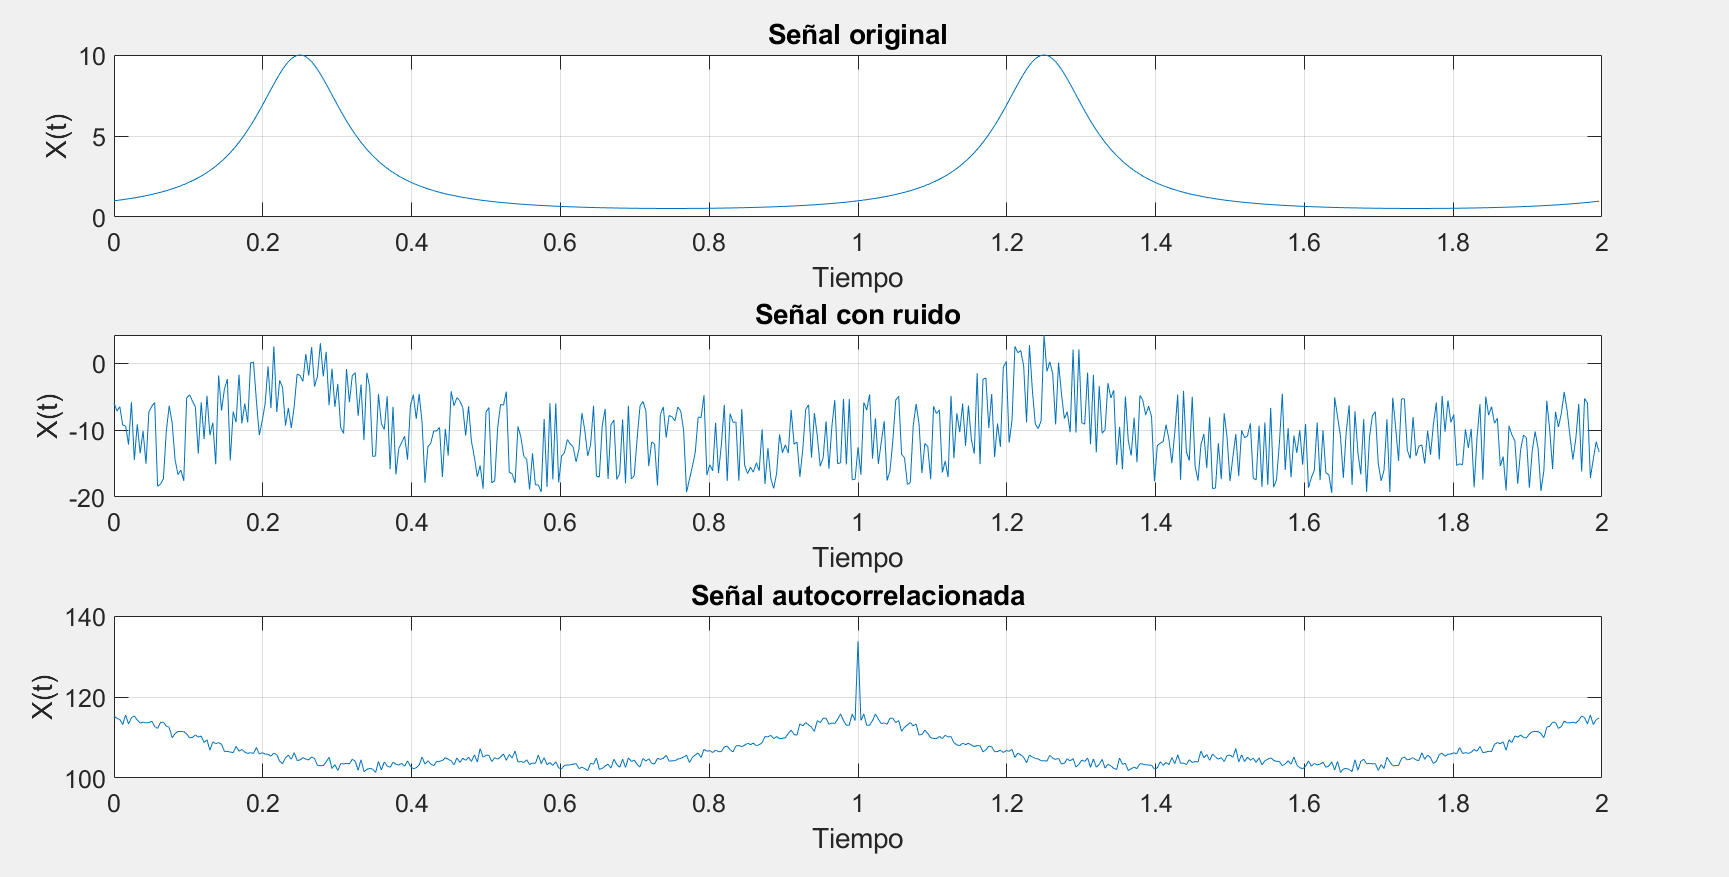 Señal original
10
5
0
X(t)
0 0.2 0.4 0.6 0.8 1 1.2 1.4 1.6 1.8 2
Tiempo
Señal con ruido
0
-10
-20
X(t)
0 0.2 0.4 0.6 0.8 1 1.2 1.4 1.6 1.8 2
Tiempo
Señal autocorrelacionada
140
120
100
X(t)
0 0.2 0.4 0.6 0.8 1 1.2 1.4 1.6 1.8 2
Tiempo